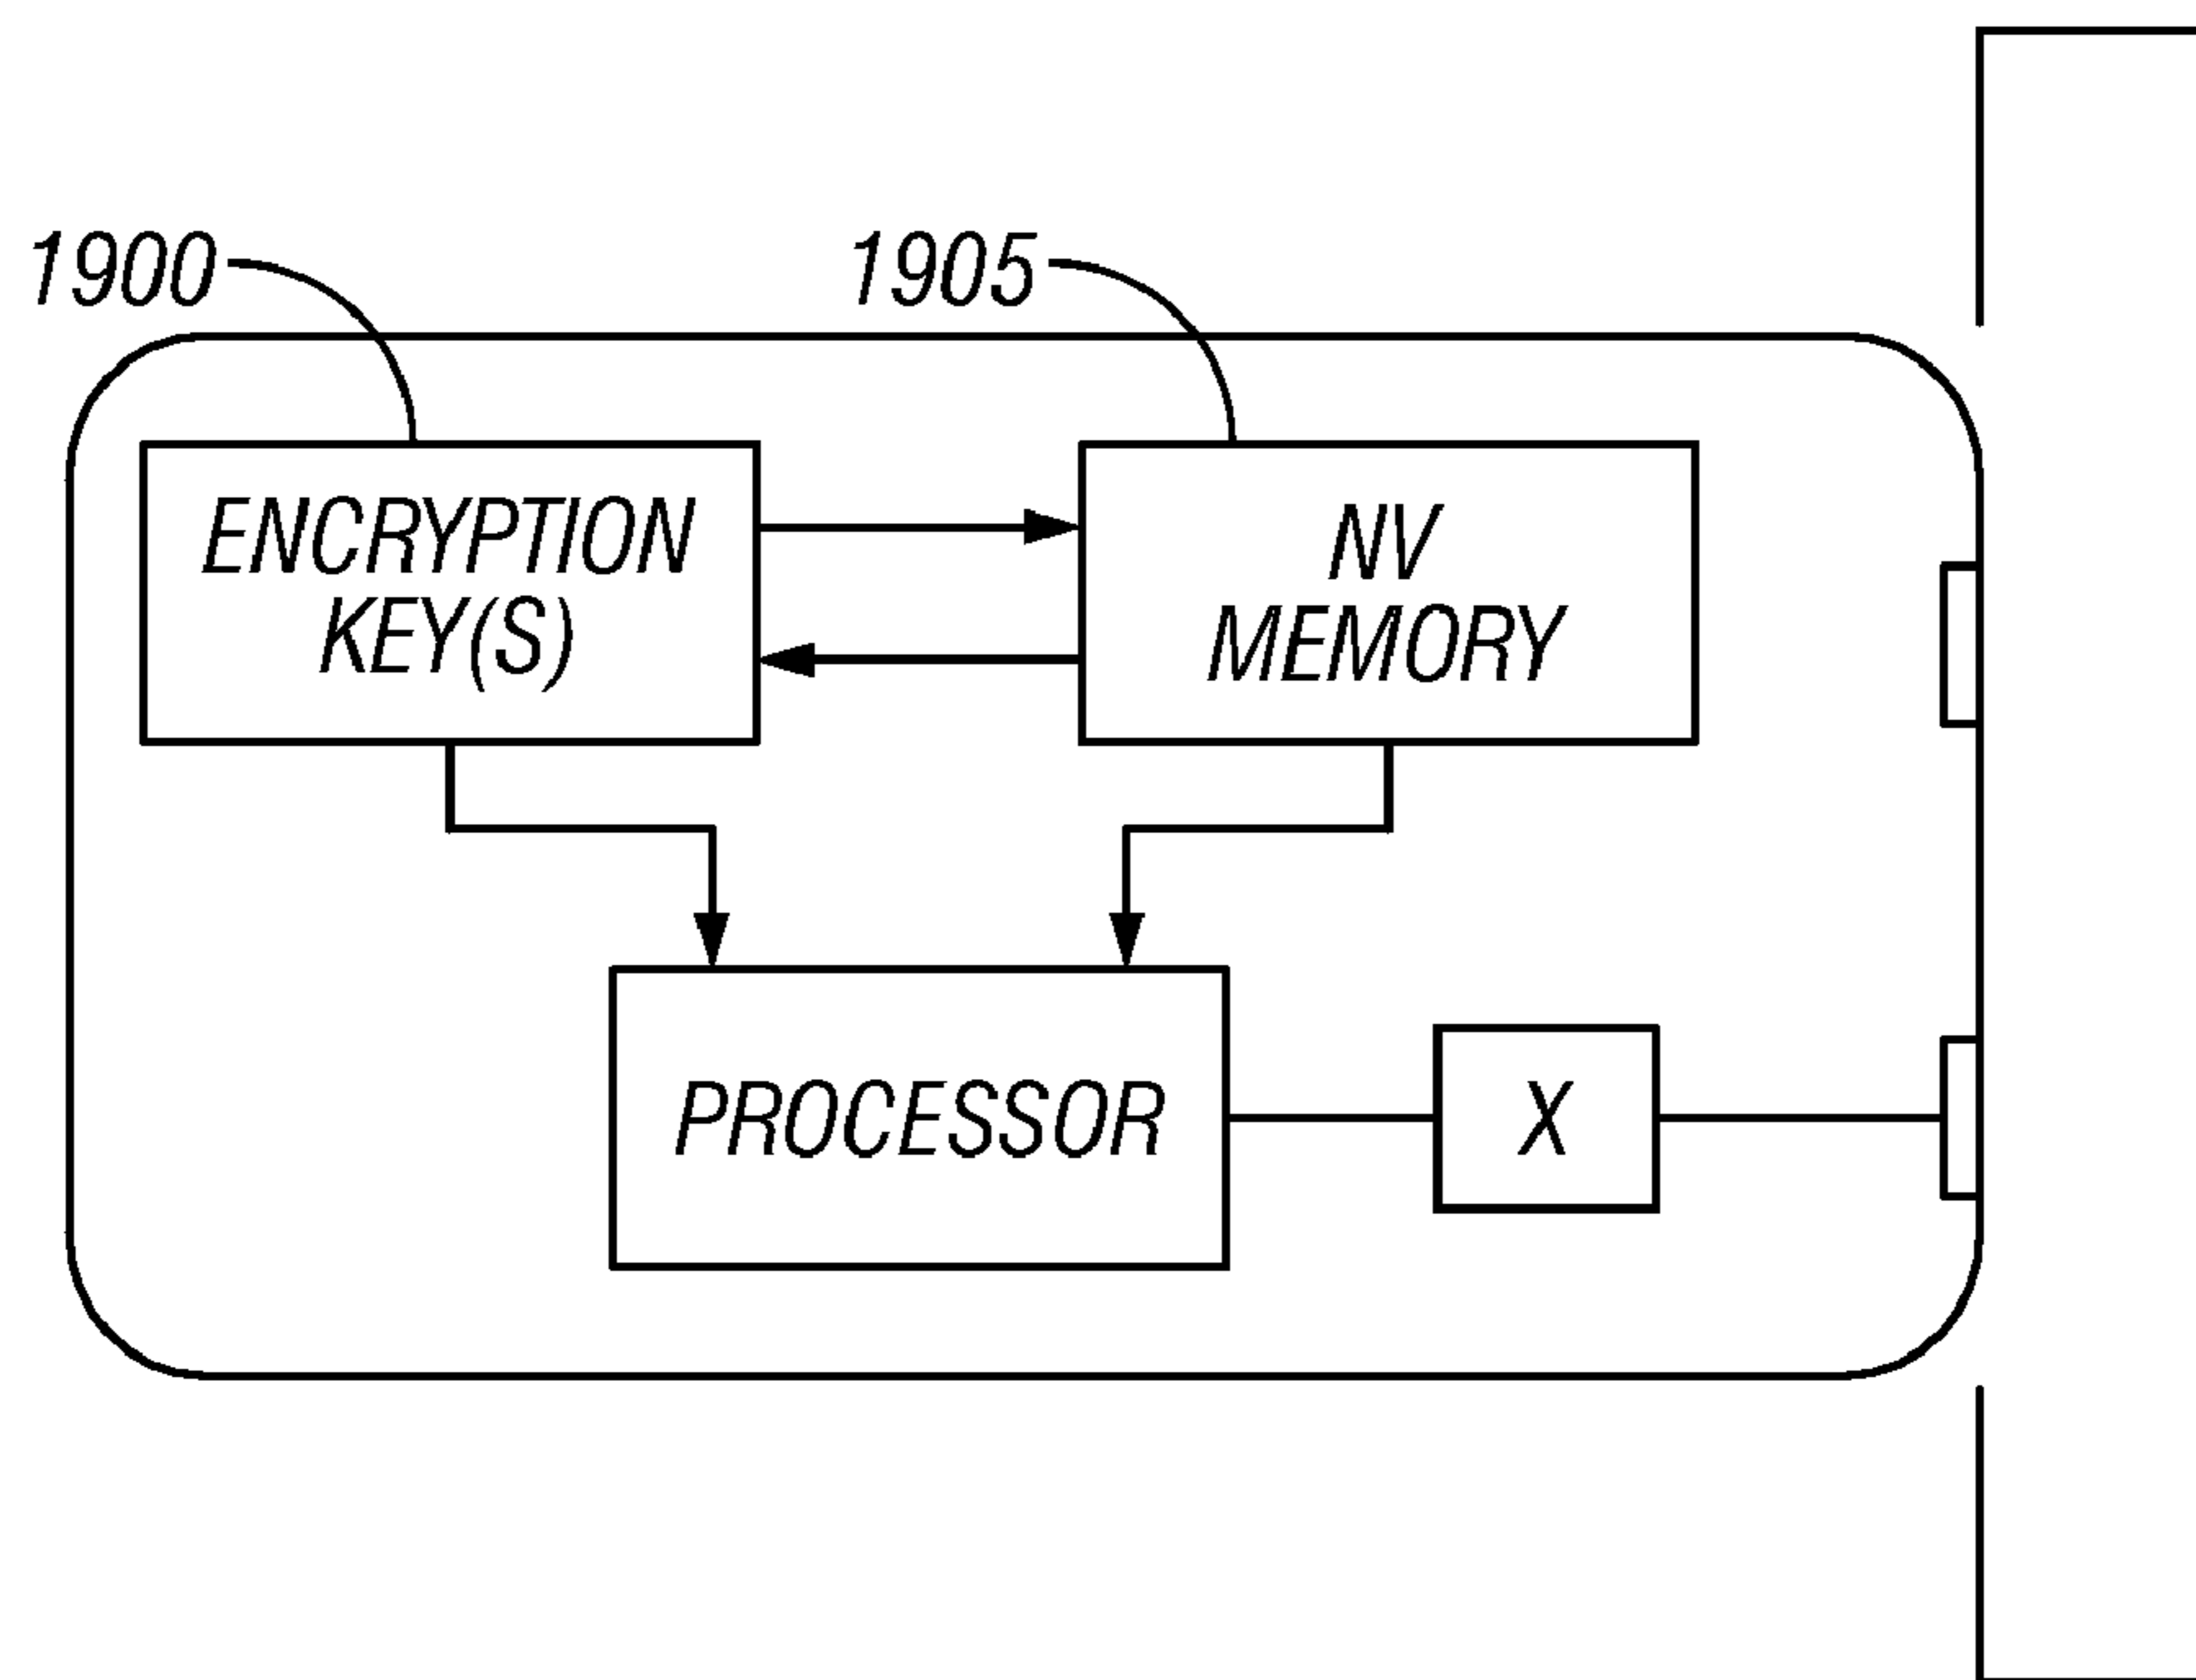 1900
1905
ENCRYPTION
KEY(S)
NV
MEMORY
PROCESSOR
X